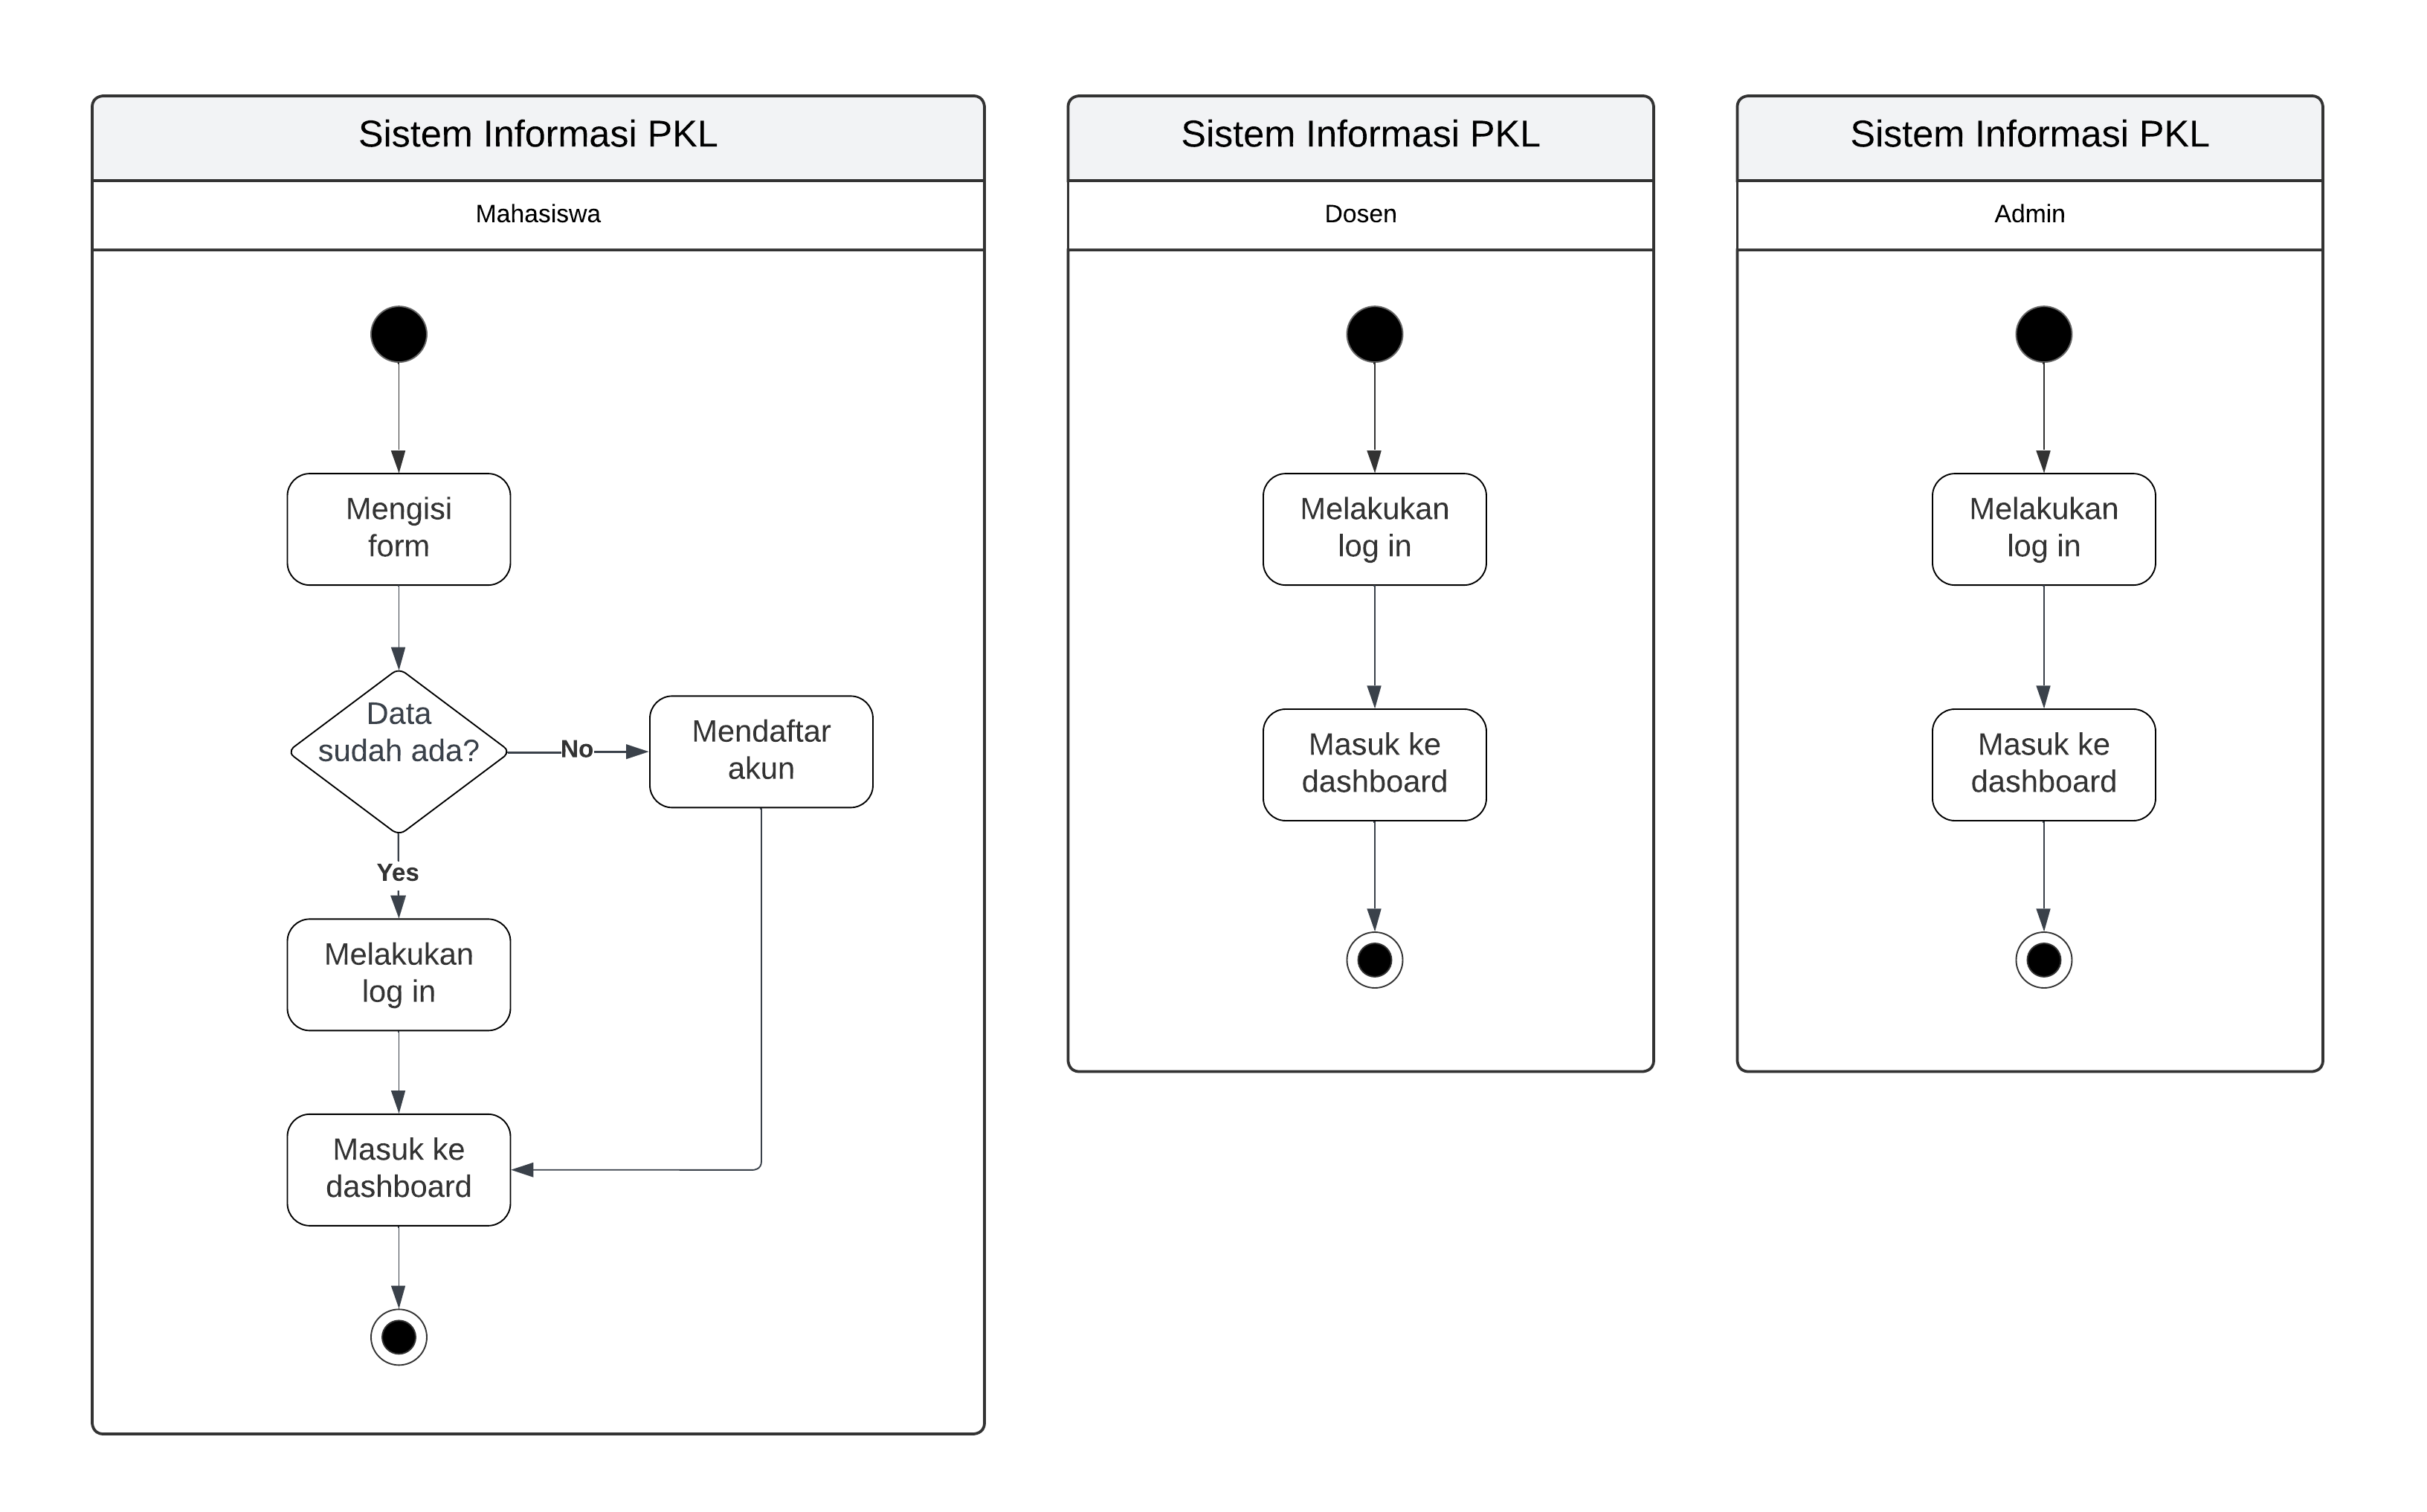 Sistem Informasi PKL
Mahasiswa
Mengisi
form
Data
sudah ada?
No
Mendaftar
akun
Yes
Melakukan
log in
Masuk ke
dashboard
Sistem Informasi PKL
Dosen
Melakukan
log in
Masuk ke
dashboard
Sistem Informasi PKL
Admin
Melakukan
log in
Masuk ke
dashboard